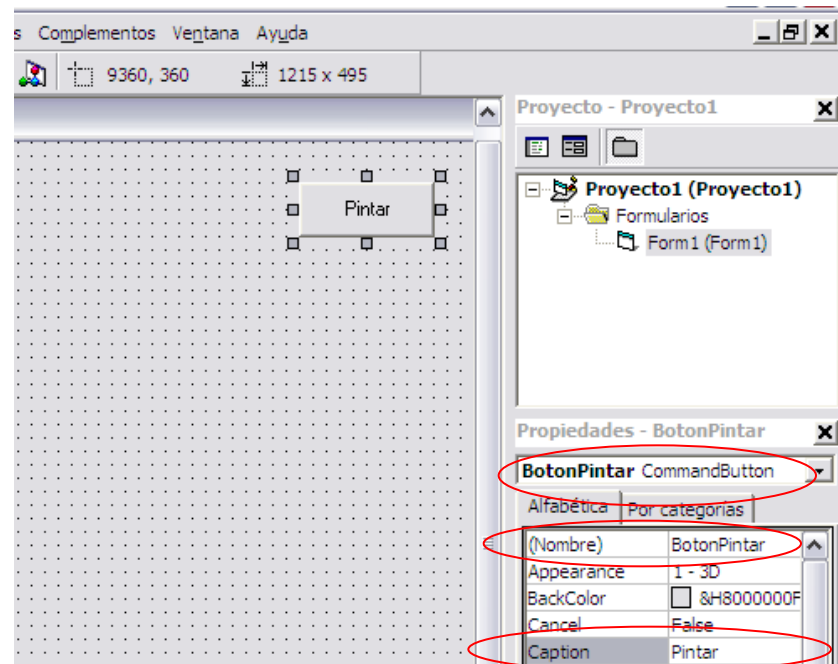 s Complementos Ventana Ayuda
9360, 360 1215 x 495
Proyecto - Proyecto1
Proyecto1 (Proyecto1)
Formularios
Form1 (Form1)
Pintar
Propiedades - BotonPintar
BotonPintar CommandButton
Alfabética Por categorías
(Nombre) BotonPintar
Appearance 1 - 3D
BackColor &H8000000F
Cancel False
Caption Pintar